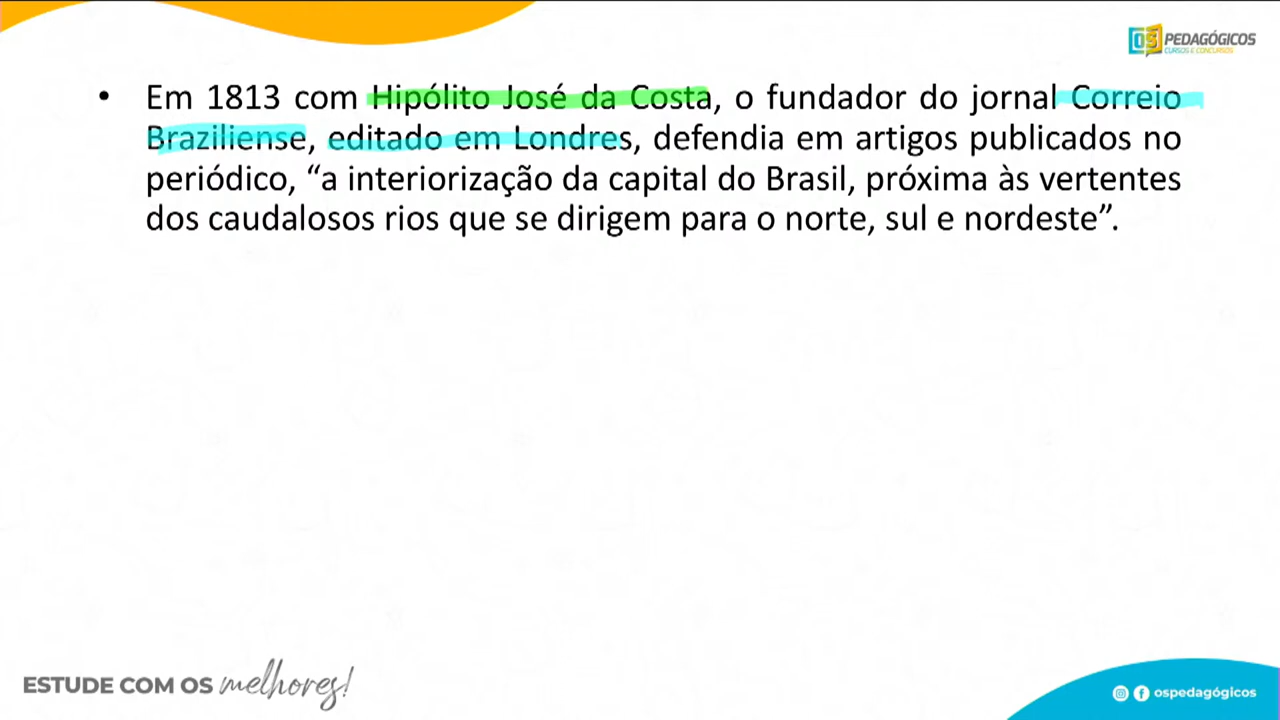 OS PEDAGÓGICOS
CURSOS E CONCURSOS
• Em 1813 com Hipólito José da Costa, o fundador do jornal Correio
Braziliense, editado em Londres, defendia em artigos publicados no
periódico, “a interiorização da capital do Brasil, próxima às vertentes
dos caudalosos rios que se dirigem para o norte, sul e nordeste”.
ESTUDE COM OS melhores!
ospedagógicos